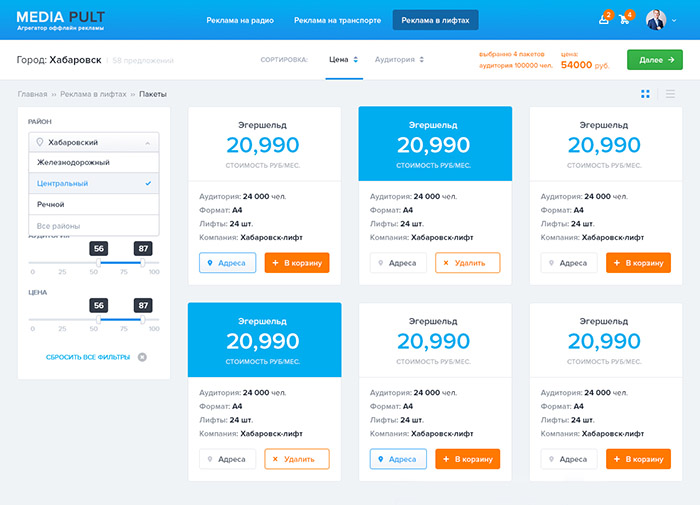 MEDIA PULT
Агрегатор оффлейн рекламы
Реклама на радио
Реклама на транспорте
Реклама в лифтах
2
4
Город: Хабаровск
58 предложений
СОРТИРОВКА:
Цена
Аудитория
выбранно 4 пакетов
аудитория 100000 чел.
цена:
54000 руб.
Далее
Главная ›› Реклама в лифтах ›› Пакеты
РАЙОН
Хабаровский
Железнодорожный
Центральный
Речной
Все районы
АУДИТОРИЯ
56 87
0 25 50 75 100
ЦЕНА
56 87
0 25 50 75 100
СБРОСИТЬ ВСЕ ФИЛЬТРЫ
Эгершельд
20,990
СТОИМОСТЬ РУБ/МЕС.
Аудитория: 24 000 чел.
Формат: А4
Лифты: 24 шт.
Компания: Хабаровск-лифт
Адреса
В корзину
Эгершельд
20,990
СТОИМОСТЬ РУБ/МЕС.
Аудитория: 24 000 чел.
Формат: А4
Лифты: 24 шт.
Компания: Хабаровск-лифт
Адреса
Удалить
Эгершельд
20,990
СТОИМОСТЬ РУБ/МЕС.
Аудитория: 24 000 чел.
Формат: А4
Лифты: 24 шт.
Компания: Хабаровск-лифт
Адреса
В корзину
Эгершельд
20,990
СТОИМОСТЬ РУБ/МЕС.
Аудитория: 24 000 чел.
Формат: А4
Лифты: 24 шт.
Компания: Хабаровск-лифт
Адреса
Удалить
Эгершельд
20,990
СТОИМОСТЬ РУБ/МЕС.
Аудитория: 24 000 чел.
Формат: А4
Лифты: 24 шт.
Компания: Хабаровск-лифт
Адреса
В корзину
Эгершельд
20,990
СТОИМОСТЬ РУБ/МЕС.
Аудитория: 24 000 чел.
Формат: А4
Лифты: 24 шт.
Компания: Хабаровск-лифт
Адреса
В корзину